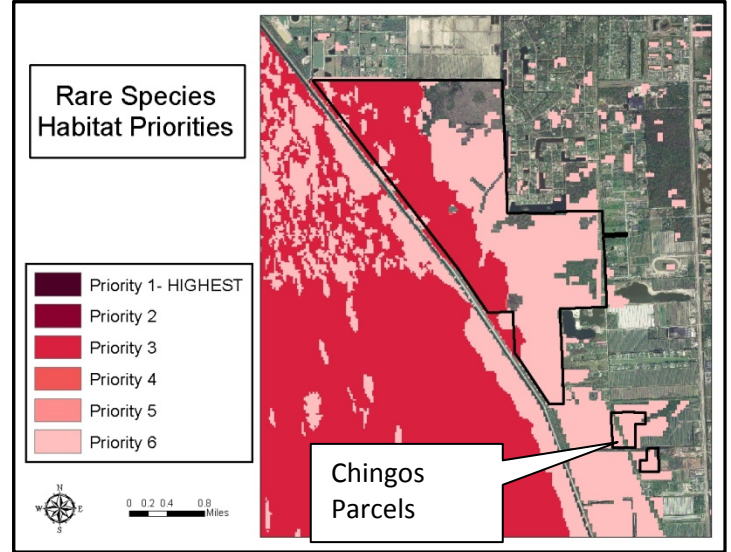 Rare Species
Habitat Priorities
Priority 1- HIGHEST
Priority 2
Priority 3
Priority 4
Priority 5
Priority 6
N
W E
S
0 0.2 0.4 0.8
Miles
Chingos
Parcels